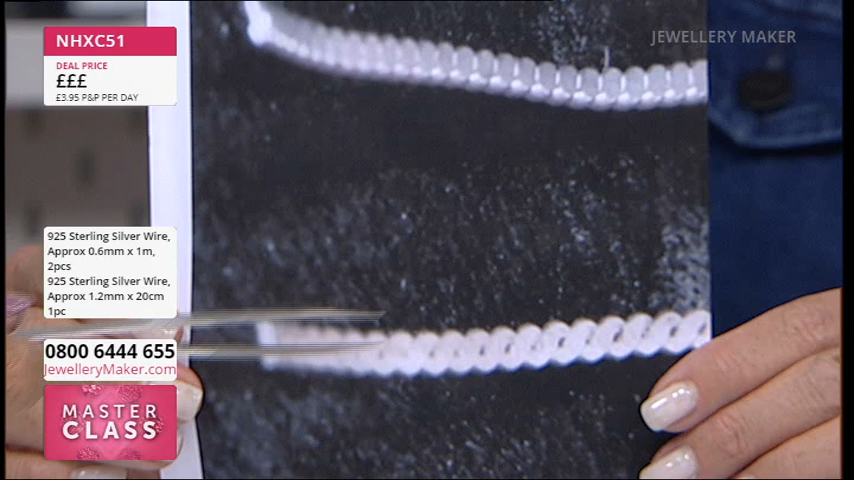 NHXC51
DEAL PRICE
£££
£3.95 P&P PER DAY
JEWELLERY MAKER
925 Sterling Silver Wire,
Approx 0.6mm x 1m,
2pcs
925 Sterling Silver Wire,
Approx 1.2mm x 20cm
1pc
0800 6444 655
JewelleryMaker.com
MASTER
CLASS